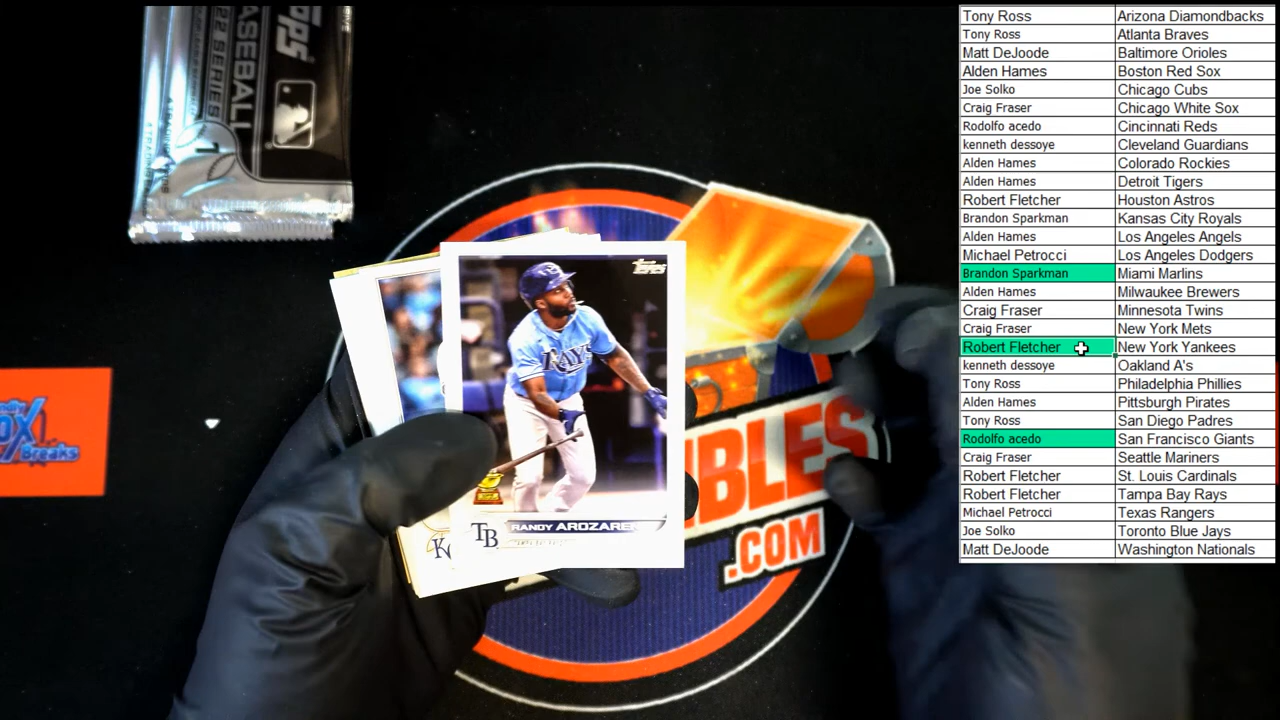 Topps
22 SERIES
BASEBALL
1
Breaks
Topps
RAYS
TB
RANDY AROZARE
K
IBLES
.COM
Tony Ross Arizona Diamondbacks
Tony Ross Atlanta Braves
Matt DeJoode Baltimore Orioles
Alden Hames Boston Red Sox
Joe Solko Chicago Cubs
Craig Fraser Chicago White Sox
Rodolfo acedo Cincinnati Reds
kenneth dessoye Cleveland Guardians
Alden Hames Colorado Rockies
Alden Hames Detroit Tigers
Robert Fletcher Houston Astros
Brandon Sparkman Kansas City Royals
Alden Hames Los Angeles Angels
Michael Petrocci Los Angeles Dodgers
Brandon Sparkman Miami Marlins
Alden Hames Milwaukee Brewers
Craig Fraser Minnesota Twins
Craig Fraser New York Mets
Robert Fletcher New York Yankees
kenneth dessoye Oakland A's
Tony Ross Philadelphia Phillies
Alden Hames Pittsburgh Pirates
Tony Ross San Diego Padres
Rodolfo acedo San Francisco Giants
Craig Fraser Seattle Mariners
Robert Fletcher St. Louis Cardinals
Robert Fletcher Tampa Bay Rays
Michael Petrocci Texas Rangers
Joe Solko Toronto Blue Jays
Matt DeJoode Washington Nationals